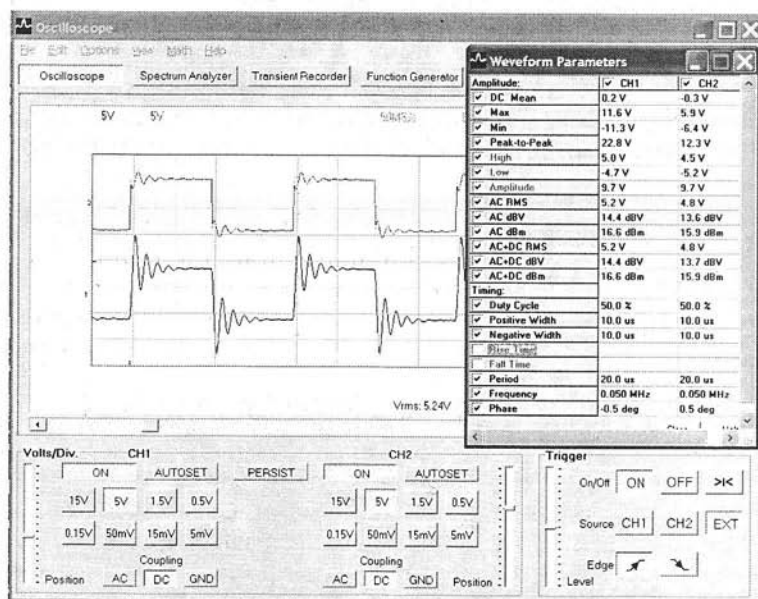 Oscilloscope
File Edit Options View Math Help
Oscilloscope Spectrum Analyzer Transient Recorder Function Generator
5V 5V
2
1
Vrms: 5.24V
Waveform Parameters
Amplitude: CH1 CH2
DC Mean 0.2 V -0.3 V
Max 11.6 V 5.9 V
Min -11.3 V -6.4 V
Peak-to-Peak 22.8 V 12.3 V
High 5.0 V 4.5 V
Low -4.7 V -5.2 V
Amplitude 9.7 V 9.7 V
AC RMS 5.2 V 4.8 V
AC dBV 14.4 dBV 13.6 dBV
AC dBm 16.6 dBm 15.9 dBm
AC+DC RMS 5.2 V 4.8 V
AC+DC dBV 14.4 dBV 13.7 dBV
AC+DC dBm 16.6 dBm 15.9 dBm
Timing:
Duty Cycle 50.0 % 50.0 %
Positive Width 10.0 us 10.0 us
Negative Width 10.0 us 10.0 us
Rise Time
Fall Time
Period 20.0 us 20.0 us
Frequency 0.050 MHz 0.050 MHz
Phase -0.5 deg 0.5 deg
Volts/Div. CH1 CH2
ON AUTOSET PERSIST ON AUTOSET
15V 5V 1.5V 0.5V 15V 5V 1.5V 0.5V
0.15V 50mV 15mV 5mV 0.15V 50mV 15mV 5mV
Coupling Coupling
Position AC DC GND AC DC GND Position
Trigger
On/Off ON OFF >I<
Source CH1 CH2 EXT
Edge
Level